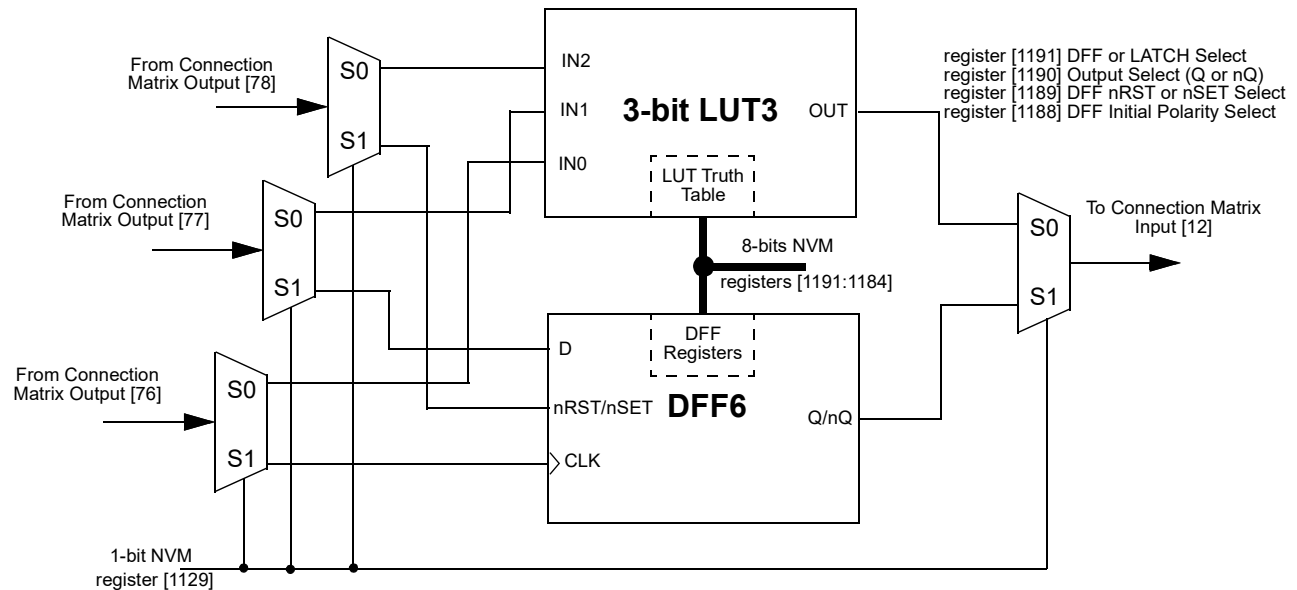 From Connection
Matrix Output [78]
S0
S1
IN2
IN1
IN0
3-bit LUT3
OUT
LUT Truth
Table
register [1191] DFF or LATCH Select
register [1190] Output Select (Q or nQ)
register [1189] DFF nRST or nSET Select
register [1188] DFF Initial Polarity Select
From Connection
Matrix Output [77]
S0
S1
8-bits NVM
registers [1191:1184]
S0
S1
To Connection Matrix
Input [12]
From Connection
Matrix Output [76]
S0
S1
D
nRST/nSET
CLK
DFF
Registers
DFF6
Q/nQ
1-bit NVM
register [1129]